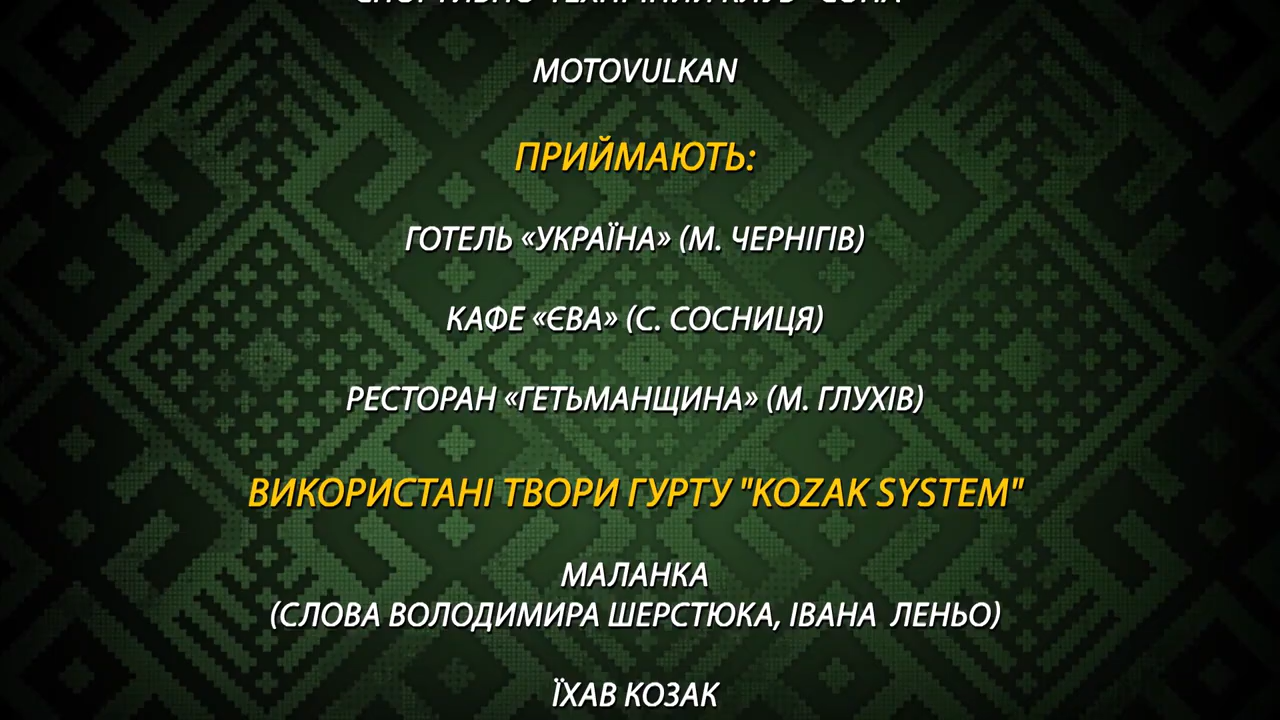 MOTOVULKAN
ПРИЙМАЮТЬ:
ГОТЕЛЬ «УКРАЇНА» (М. ЧЕРНІГІВ)
КАФЕ «ЄВА» (С. СОСНИЦЯ)
РЕСТОРАН «ГЕТЬМАНЩИНА» (М. ГЛУХІВ)
ВИКОРИСТАНІ ТВОРИ ГУРТУ "KOZAK SYSTEM"
МАЛАНКА
(СЛОВА ВОЛОДИМИРА ШЕРСТЮКА, ІВАНА ЛЕНЬО)
ЇХАВ КОЗАК